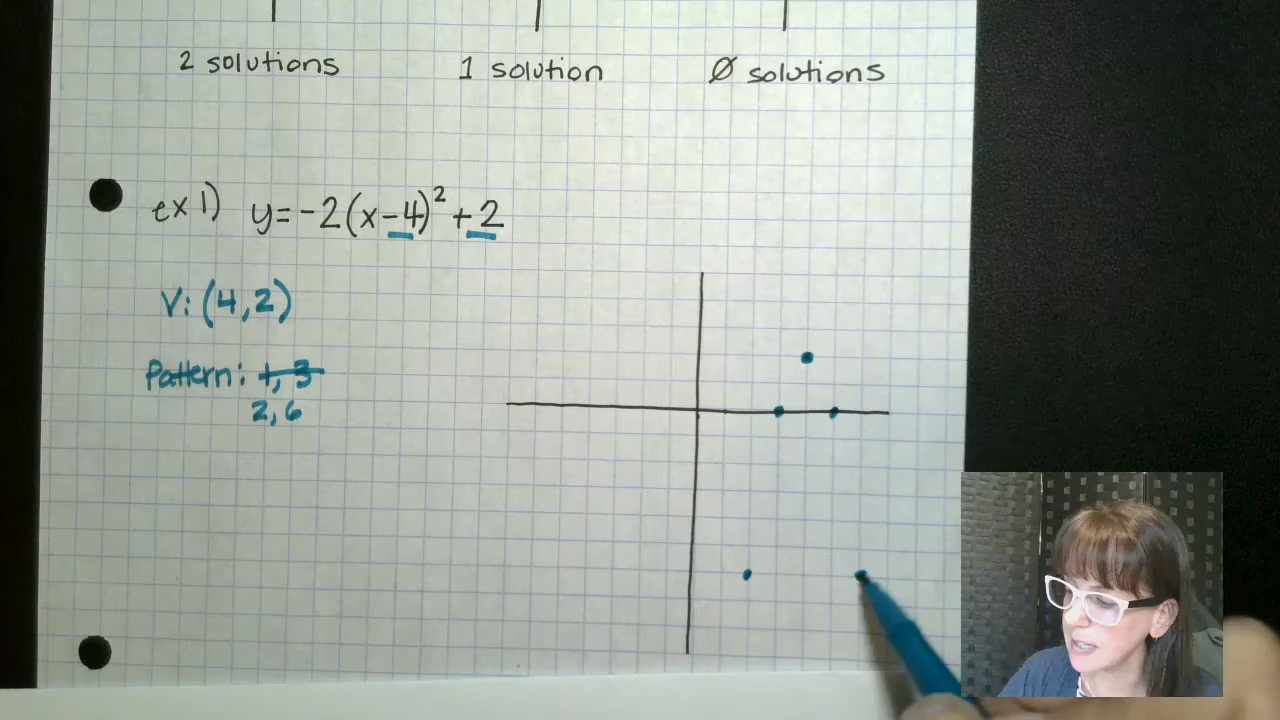 2 solutions 1 solution Ø solutions
ex 1) y=-2(x-4)²+2
V: (4,2)
Pattern: 1, 3
2, 6